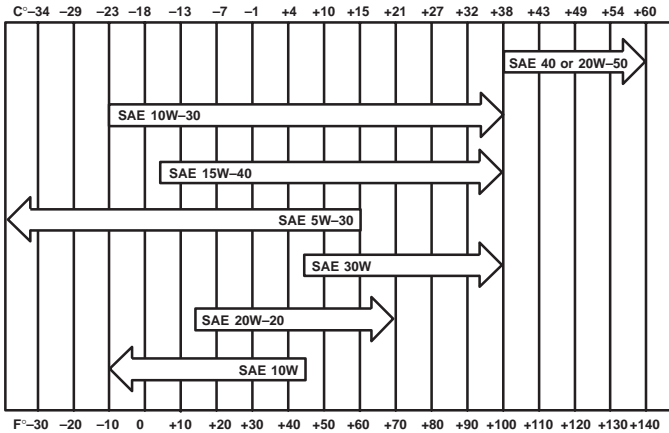 C°–34 –29 –23 –18 –13 –7 –1 +4 +10 +15 +21 +27 +32 +38 +43 +49 +54 +60
SAE 40 or 20W–50
SAE 10W–30
SAE 15W–40
SAE 5W–30
SAE 30W
SAE 20W–20
SAE 10W
F°–30 –20 –10 0 +10 +20 +30 +40 +50 +60 +70 +80 +90 +100 +110 +120 +130 +140